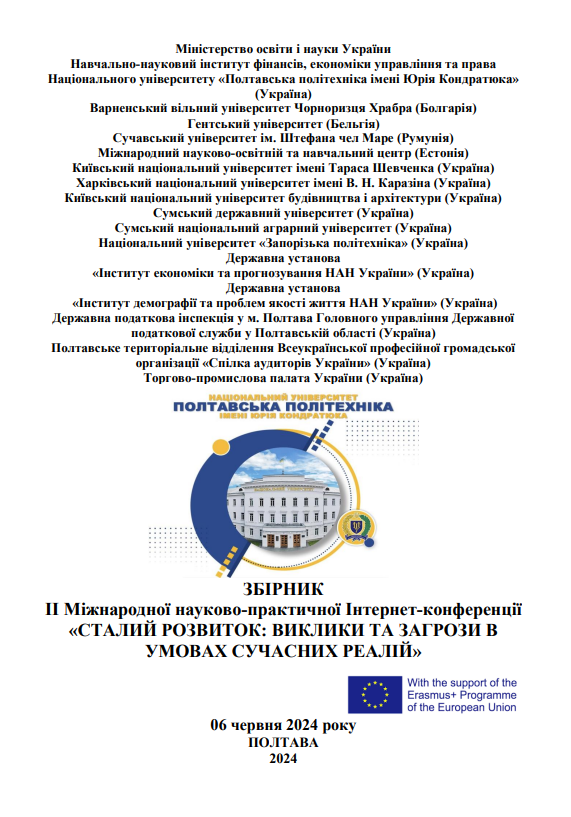 Міністерство освіти і науки України
Навчально-науковий інститут фінансів, економіки управління та права
Національного університету «Полтавська політехніка імені Юрія Кондратюка»
(Україна)
Варненський вільний університет Чорноризця Храбра (Болгарія)
Гентський університет (Бельгія)
Сучавський університет ім. Штефана чел Маре (Румунія)
Міжнародний науково-освітній та навчальний центр (Естонія)
Київський національний університет імені Тараса Шевченка (Україна)
Харківський національний університет імені В. Н. Каразіна (Україна)
Київський національний університет будівництва і архітектури (Україна)
Сумський державний університет (Україна)
Сумський національний аграрний університет (Україна)
Національний університет «Запорізька політехніка» (Україна)
Державна установа
«Інститут економіки та прогнозування НАН України» (Україна)
Державна установа
«Інститут демографії та проблем якості життя НАН України» (Україна)
Державна податкова інспекція у м. Полтава Головного управління Державної
податкової служби у Полтавській області (Україна)
Полтавське територіальне відділення Всеукраїнської професійної громадської
організації «Спілка аудиторів України» (Україна)
Торгово-промислова палата України (Україна)
НАЦІОНАЛЬНИЙ УНІВЕРСИТЕТ
ПОЛТАВСЬКА ПОЛІТЕХНІКА
ІМЕНІ ЮРІЯ КОНДРАТЮКА
ЗБІРНИК
ІІ Міжнародної науково-практичної Інтернет-конференції
«СТАЛИЙ РОЗВИТОК: ВИКЛИКИ ТА ЗАГРОЗИ В
УМОВАХ СУЧАСНИХ РЕАЛІЙ»
With the support of the
Erasmus+ Programme
of the European Union
06 червня 2024 року
ПОЛТАВА
2024